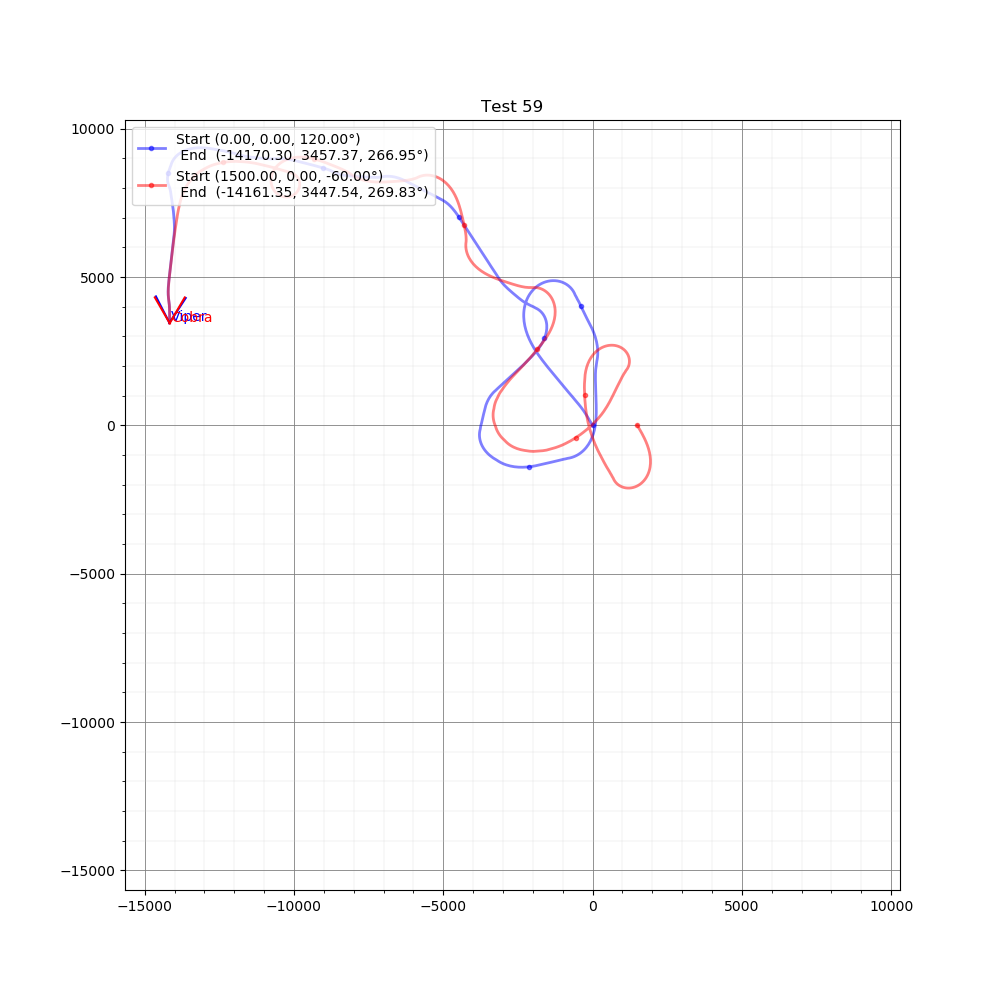 Test 59
10000
Start (0.00, 0.00, 120.00°)
End (-14170.30, 3457.37, 266.95°)
Start (1500.00, 0.00, -60.00°)
End (-14161.35, 3447.54, 269.83°)
5000
Viper
0
−5000
−10000
−15000
−15000 −10000 −5000 0 5000 10000